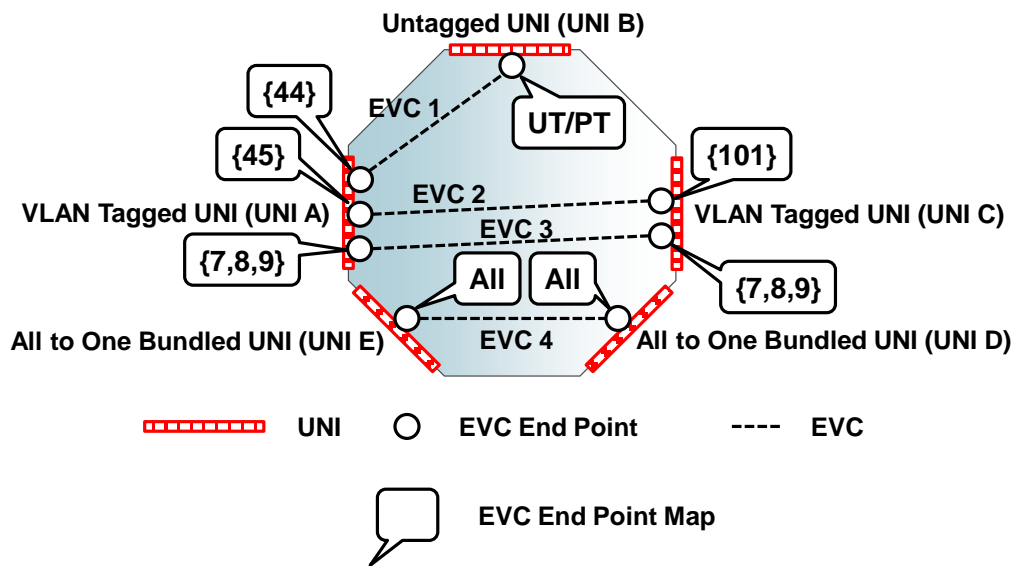 Untagged UNI (UNI B)
{44}
EVC 1
UT/PT
{45}
{101}
EVC 2
VLAN Tagged UNI (UNI A)
VLAN Tagged UNI (UNI C)
EVC 3
{7,8,9}
All
All
{7,8,9}
All to One Bundled UNI (UNI E)
EVC 4
All to One Bundled UNI (UNI D)
UNI
EVC End Point
EVC
EVC End Point Map